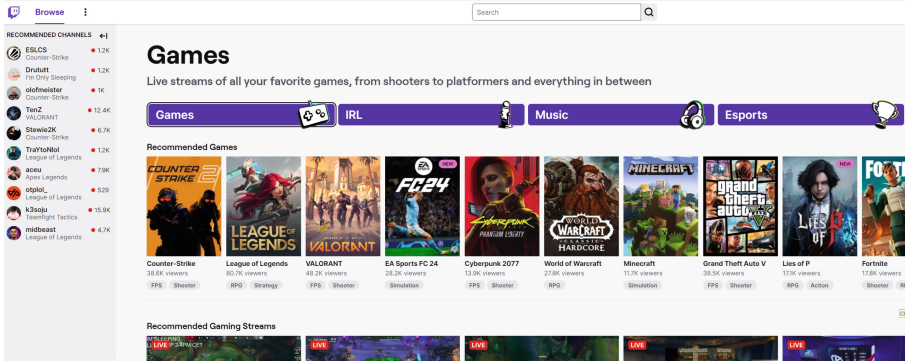 Browse
Search
RECOMMENDED CHANNELS
ESLCS 1.2K
Counter-Strike
Drututt 1.2K
I'm Only Sleeping
olofmeister 1K
Counter-Strike
TenZ 12.4K
VALORANT
Stewie2K 6.7K
Counter-Strike
TraYtoNlol 1.2K
League of Legends
aceu 7.9K
Apex Legends
otplol_ 529
League of Legends
k3soju 15.9K
Teamfight Tactics
midbeast 4.7K
League of Legends
Games
Live streams of all your favorite games, from shooters to platformers and everything in between
Games IRL Music Esports
Recommended Games
COUNTER STRIKE 2
LEAGUE OF LEGENDS
VALORANT
EA SPORTS FC 24 NEW
Cyberpunk PHANTOM LIBERTY
WORLD WARCRAFT CLASSIC HARDCORE
MINECRAFT
grand theft auto V
LIES OF P NEW
Counter-Strike League of Legends VALORANT EA Sports FC 24 Cyberpunk 2077 World of Warcraft Minecraft Grand Theft Auto V Lies of P Fortnite
38.6K viewers 80.7K viewers 48.2K viewers 28.2K viewers 13.9K viewers 27.8K viewers 11.7K viewers 38.5K viewers 17.1K viewers 17.8K viewers
FPS Shooter RPG Strategy FPS Shooter Simulation FPS Shooter RPG Simulation FPS Shooter RPG Action Shooter
Recommended Gaming Streams
LIVE LIVE LIVE LIVE LIVE